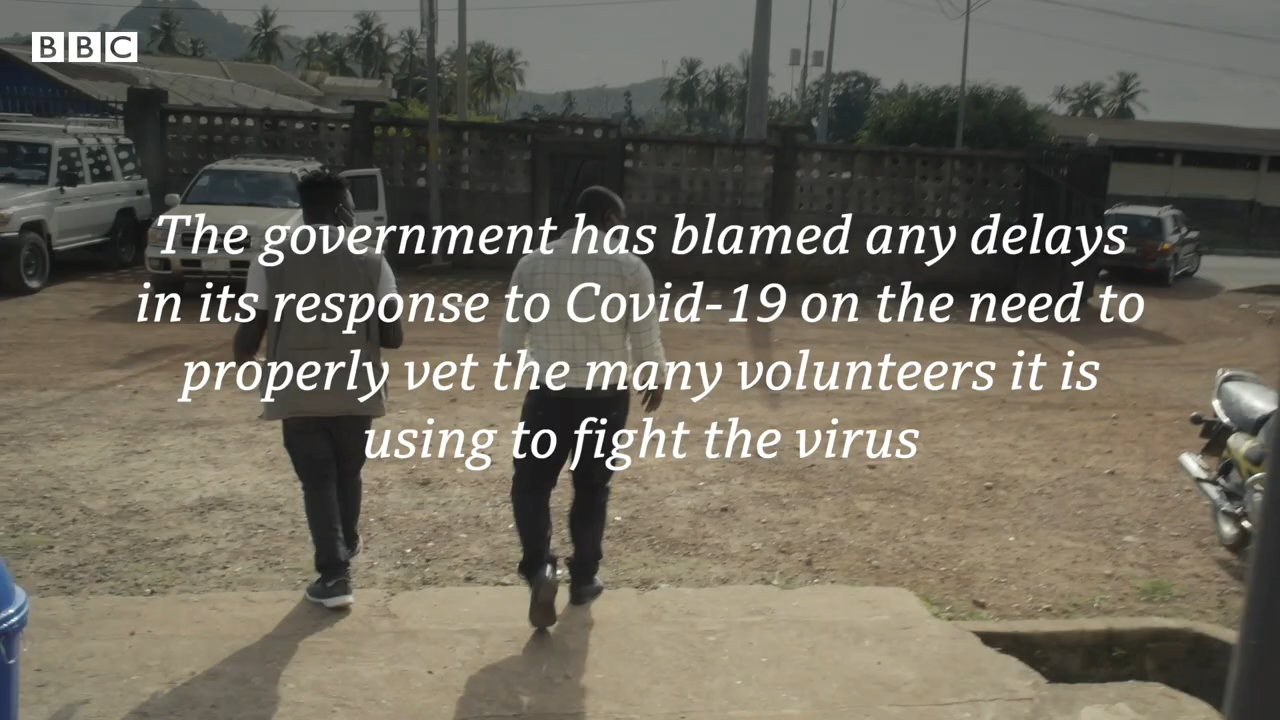 BBC
The government has blamed any delays
in its response to Covid-19 on the need to
properly vet the many volunteers it is
using to fight the virus